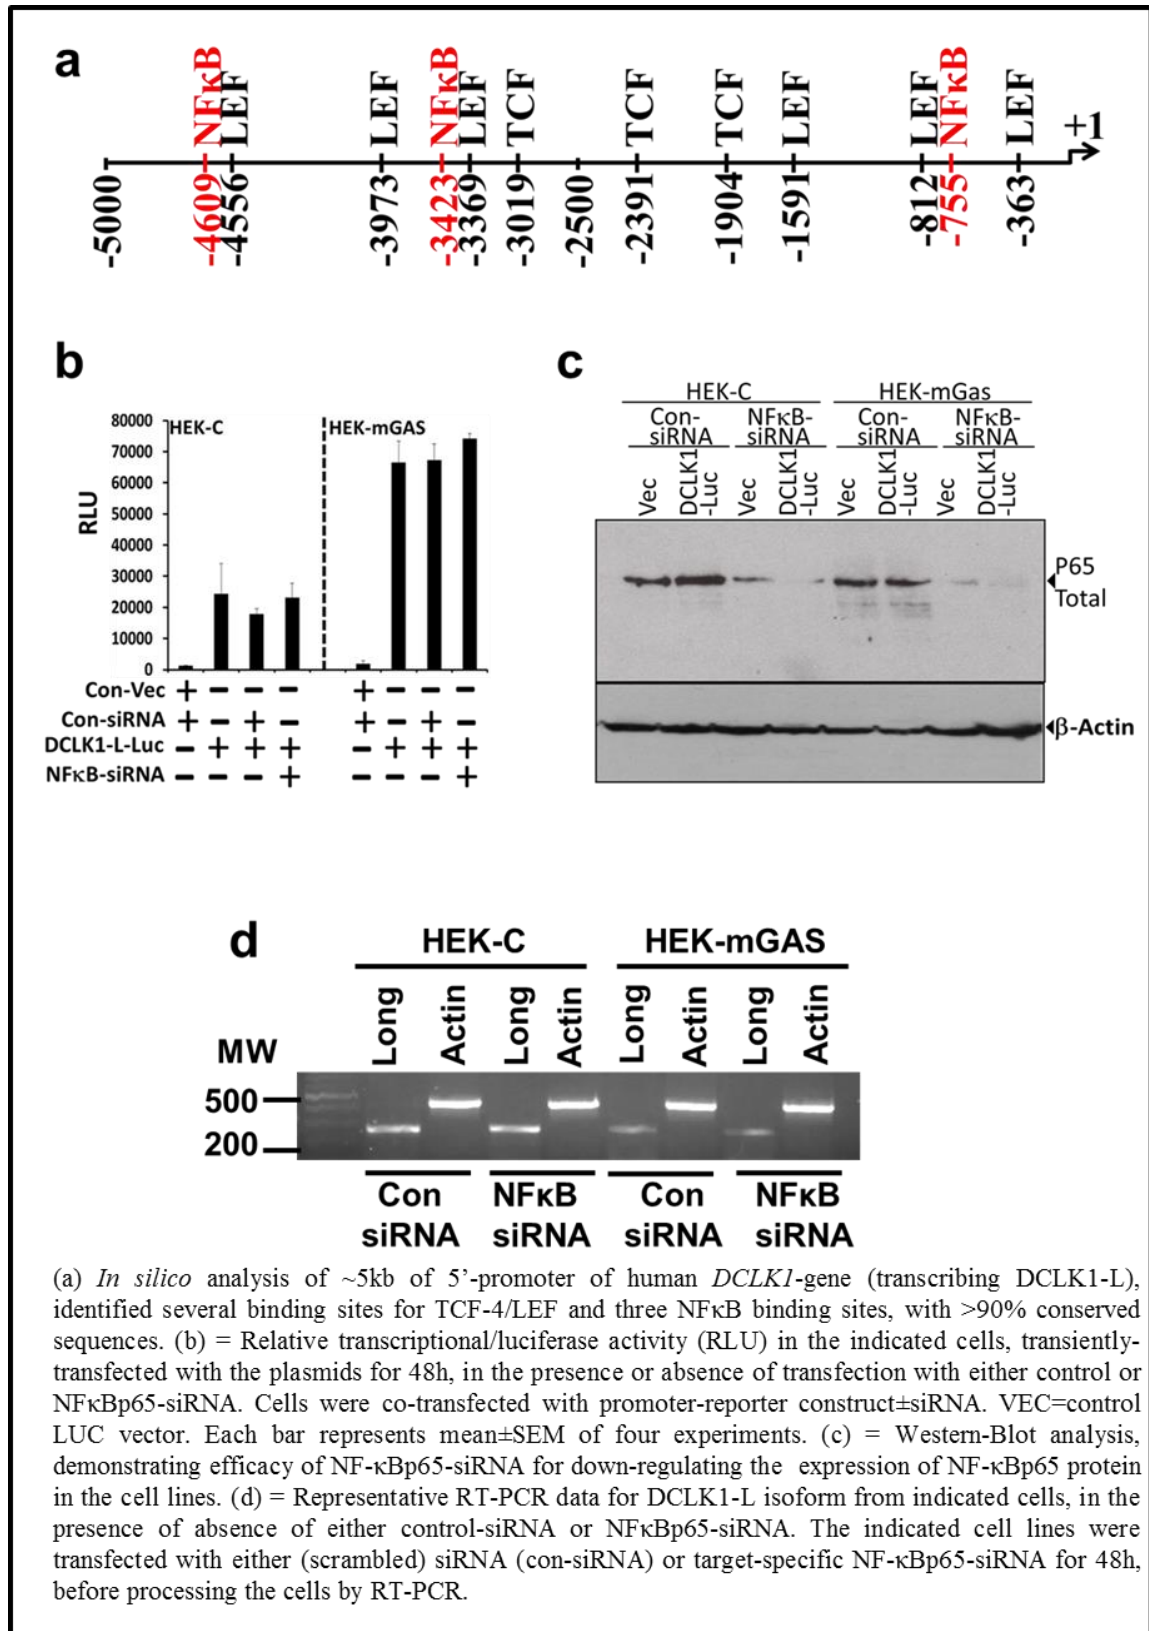 a
NFκB LEF LEF NFκB LEF TCF TCF TCF LEF LEF NFκB LEF +1
-5000 -4609 -4556 -3973 -3423 -3369 -3019 -2500 -2391 -1904 -1591 -812 -755 -363
b
HEK-C HEK-mGAS
RLU
80000
70000
60000
50000
40000
30000
20000
10000
0
Con-Vec + − − − + − − −
Con-siRNA + − + − + − + −
DCLK1-L-Luc − + + + − + + +
NFκB-siRNA − − − + − − − +
c
HEK-C HEK-mGas
Con-siRNA NFκB-siRNA Con-siRNA NFκB-siRNA
Vec DCLK1-Luc Vec DCLK1-Luc Vec DCLK1-Luc Vec DCLK1-Luc
P65
Total
β-Actin
d
HEK-C HEK-mGAS
Long Actin Long Actin Long Actin Long Actin
MW
500
200
Con NFκB Con NFκB
siRNA siRNA siRNA siRNA
(a) In silico analysis of ~5kb of 5’-promoter of human DCLK1-gene (transcribing DCLK1-L),
identified several binding sites for TCF-4/LEF and three NFκB binding sites, with >90% conserved
sequences. (b) = Relative transcriptional/luciferase activity (RLU) in the indicated cells, transiently-
transfected with the plasmids for 48h, in the presence or absence of transfection with either control or
NFκBp65-siRNA. Cells were co-transfected with promoter-reporter construct±siRNA. VEC=control
LUC vector. Each bar represents mean±SEM of four experiments. (c) = Western-Blot analysis,
demonstrating efficacy of NF-κBp65-siRNA for down-regulating the expression of NF-κBp65 protein
in the cell lines. (d) = Representative RT-PCR data for DCLK1-L isoform from indicated cells, in the
presence of absence of either control-siRNA or NFκBp65-siRNA. The indicated cell lines were
transfected with either (scrambled) siRNA (con-siRNA) or target-specific NF-κBp65-siRNA for 48h,
before processing the cells by RT-PCR.